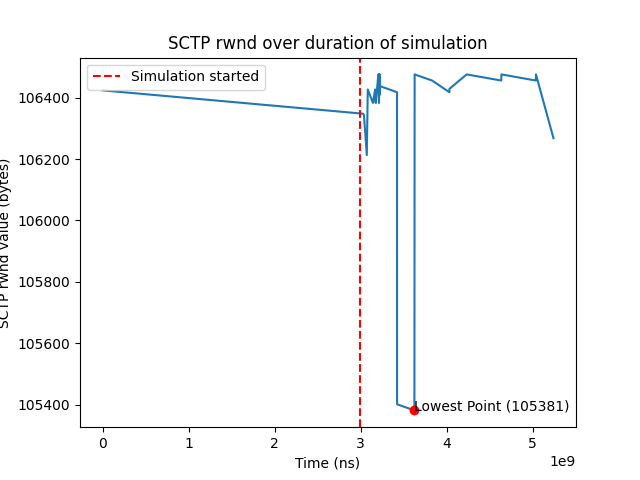 SCTP rwnd over duration of simulation
Simulation started
106400
106200
106000
105800
105600
105400
SCTP rwnd value (bytes)
Lowest Point (105381)
0 1 2 3 4 5
1e9
Time (ns)